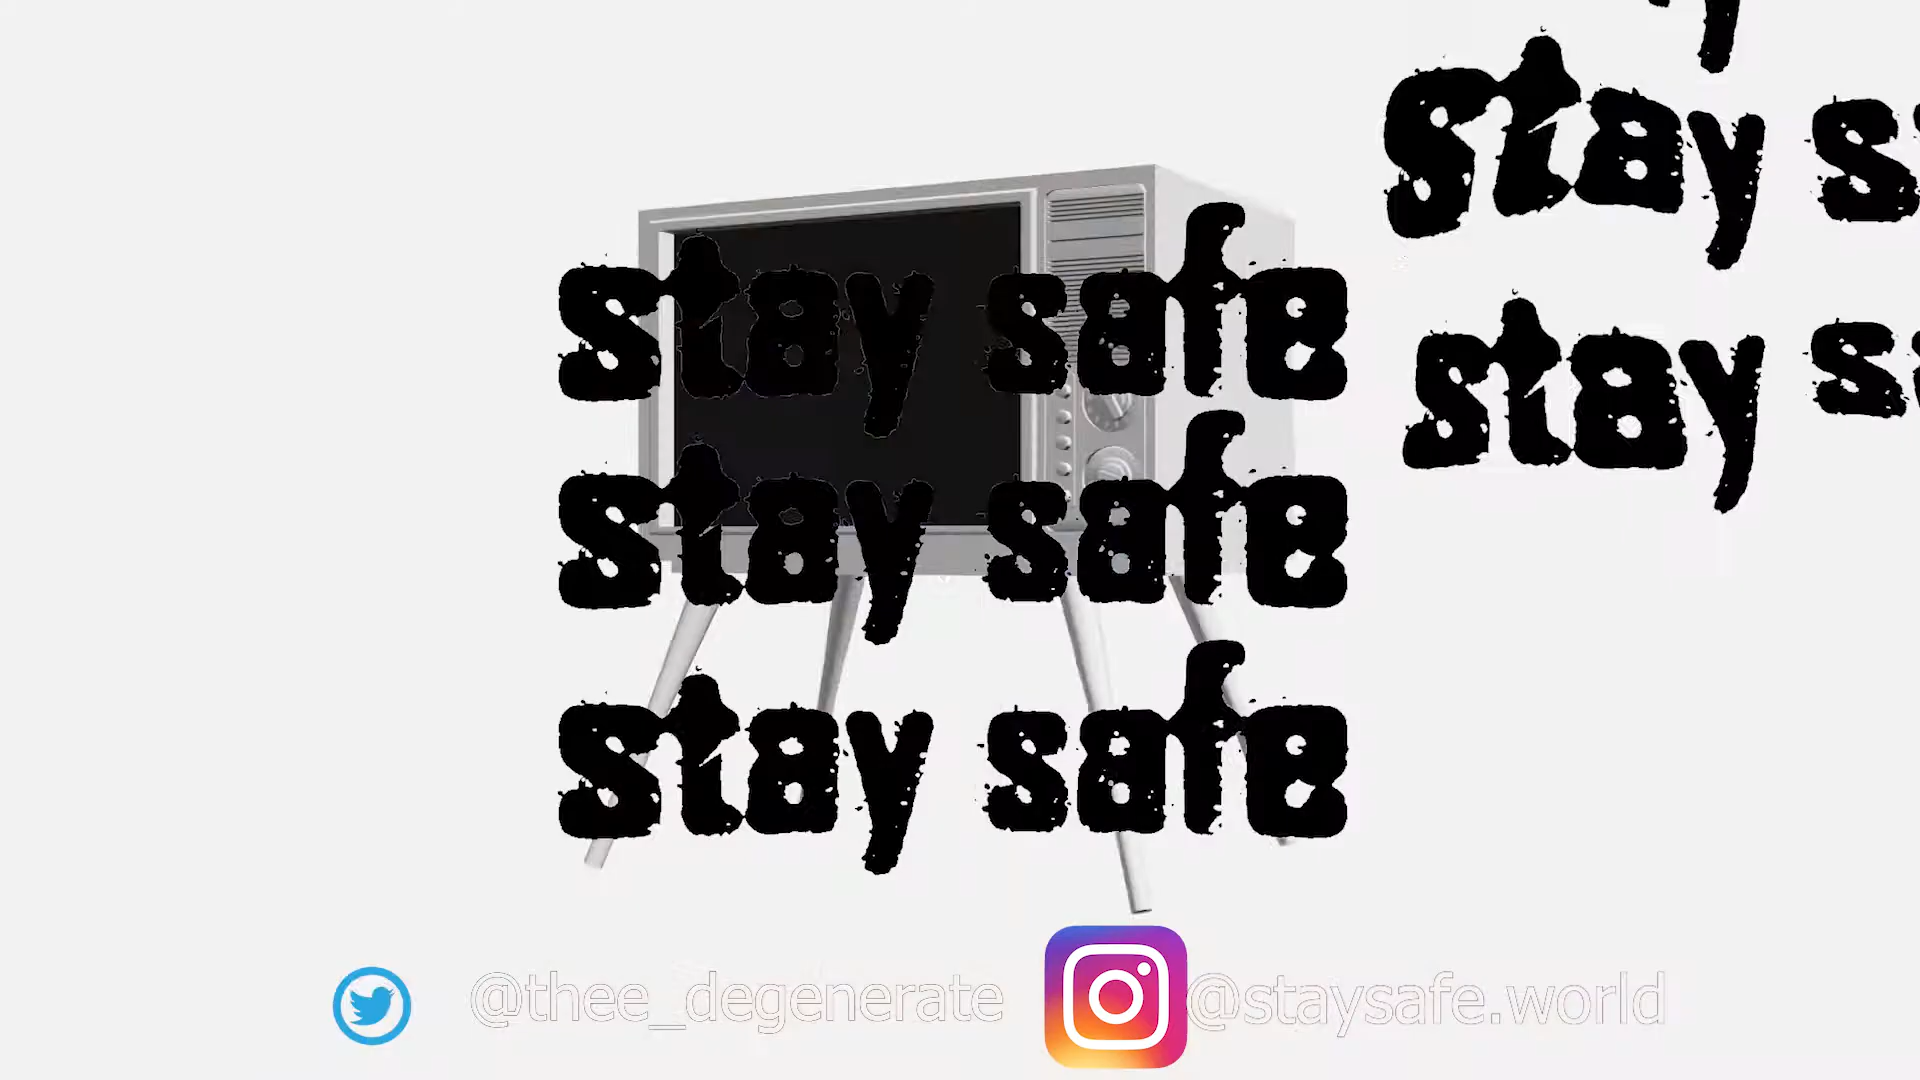 stay s
stay s
stay safe
stay safe
stay safe
@thee_degenerate
@staysafe.world